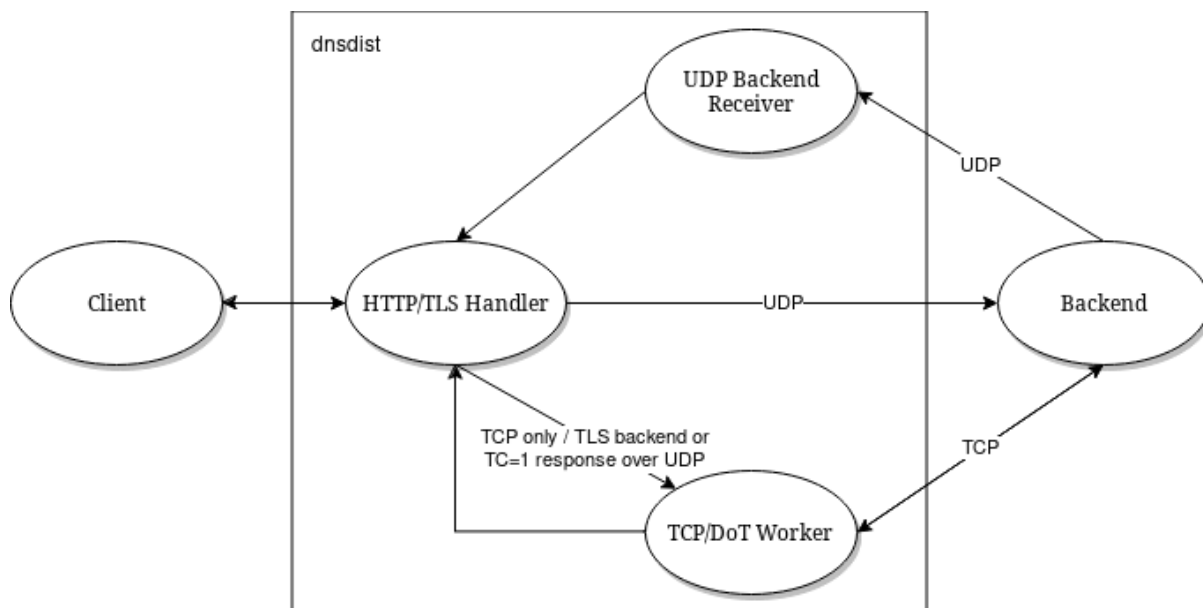 dnsdist
UDP Backend
Receiver
UDP
Client
HTTP/TLS Handler
UDP
Backend
TCP only / TLS backend or
TC=1 response over UDP
TCP
TCP/DoT Worker